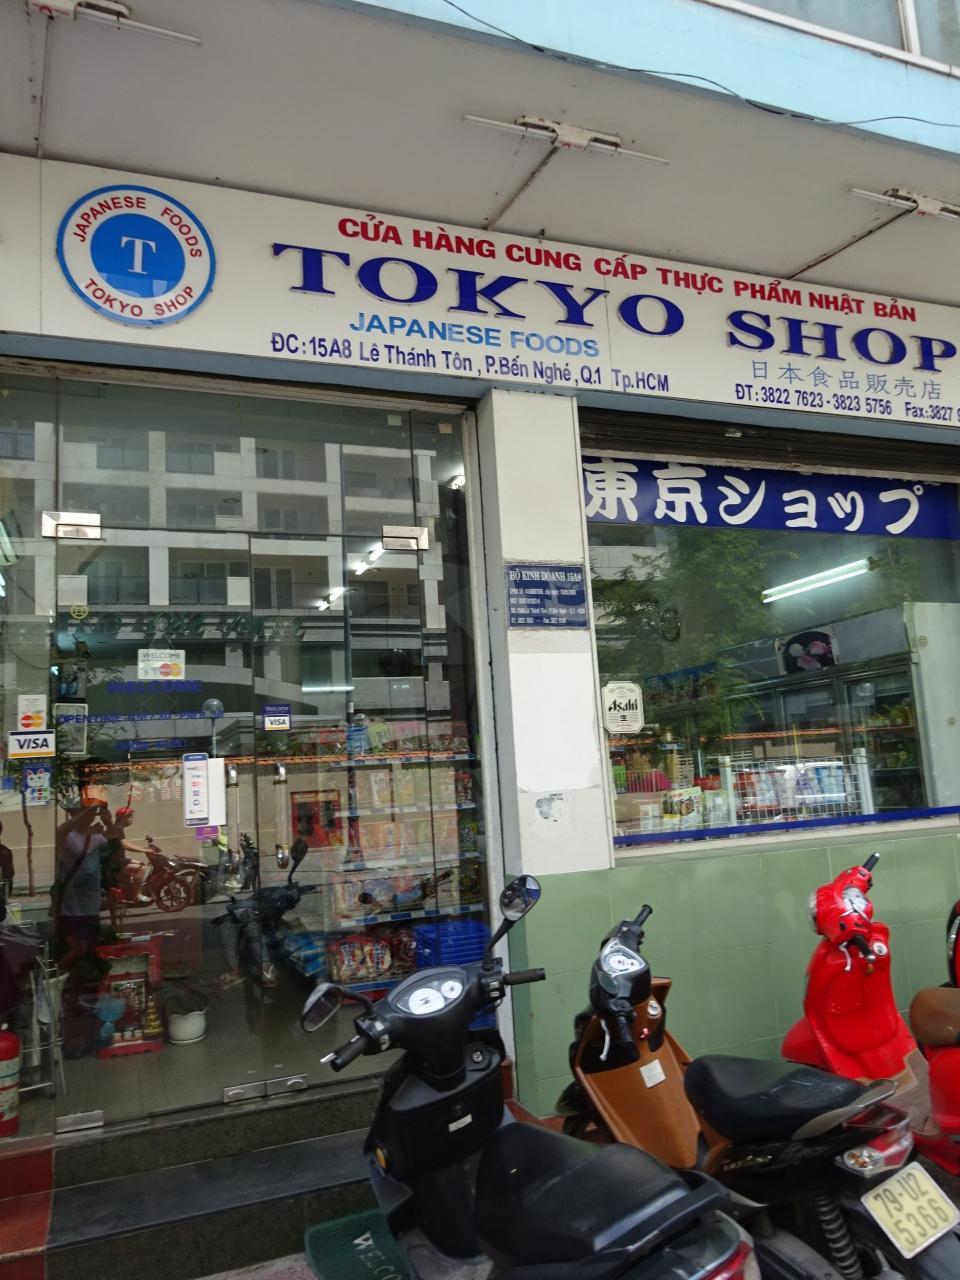 JAPANESE FOODS
T
TOKYO SHOP
CỬA HÀNG CUNG CẤP THỰC PHẨM NHẬT BẢN
TOKYO SHOP
JAPANESE FOODS
日本食品販売店
ĐC:15A8 Lê Thánh Tôn, P.Bến Nghé, Q.1 Tp.HCM
ĐT:3822 7623-3823 5756 Fax:3827 9
東京ショップ
HỘ KINH DOANH 15A8
WELCOME
WELCOME
Welcome
VISA
VISA
Asahi
生
WELCO
79-U2
5366